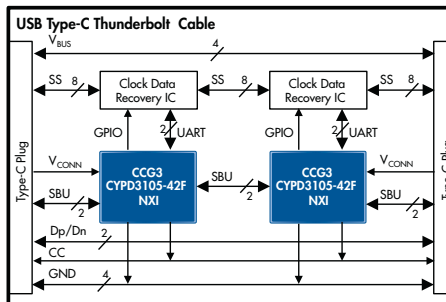 USB Type-C Thunderbolt Cable
VBUS
4
SS 8
Clock Data
Recovery IC
SS 8
Clock Data
Recovery IC
SS 8
GPIO
2 UART
GPIO
2 UART
Type-C Plug
VCONN
CCG3
CYPD3105-42F
NXI
SBU
2
CCG3
CYPD3105-42F
NXI
VCONN
Type-C Plug
SBU
2
SBU
2
Dp/Dn 2
CC
GND 4